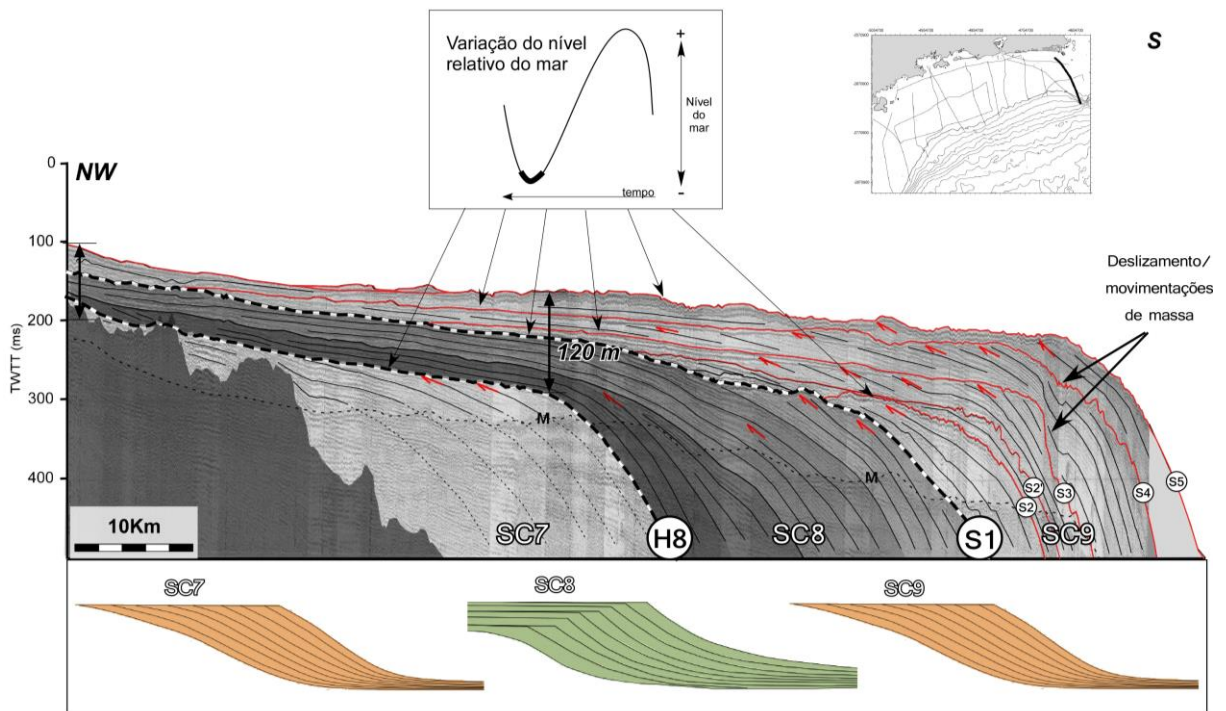 Variação do nível
relativo do mar
+
Nível
do
mar
-
tempo
S
0
NW
100
200
300
400
TWTT (ms)
120 m
Deslizamento/
movimentações
de massa
M
M
10Km
SC7
H8
SC8
S1
S2
S2'
S3
SC9
S4
S5
SC7
SC8
SC9